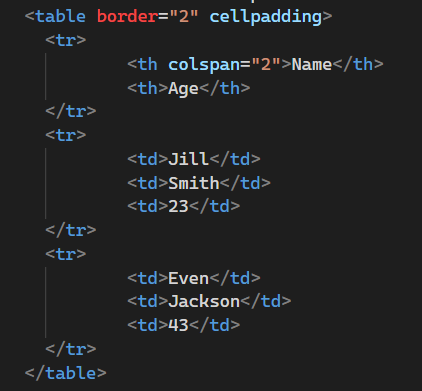 <table border="2" cellpadding>
<tr>
<th colspan="2">Name</th>
<th>Age</th>
</tr>
<tr>
<td>Jill</td>
<td>Smith</td>
<td>23</td>
</tr>
<tr>
<td>Even</td>
<td>Jackson</td>
<td>43</td>
</tr>
</table>